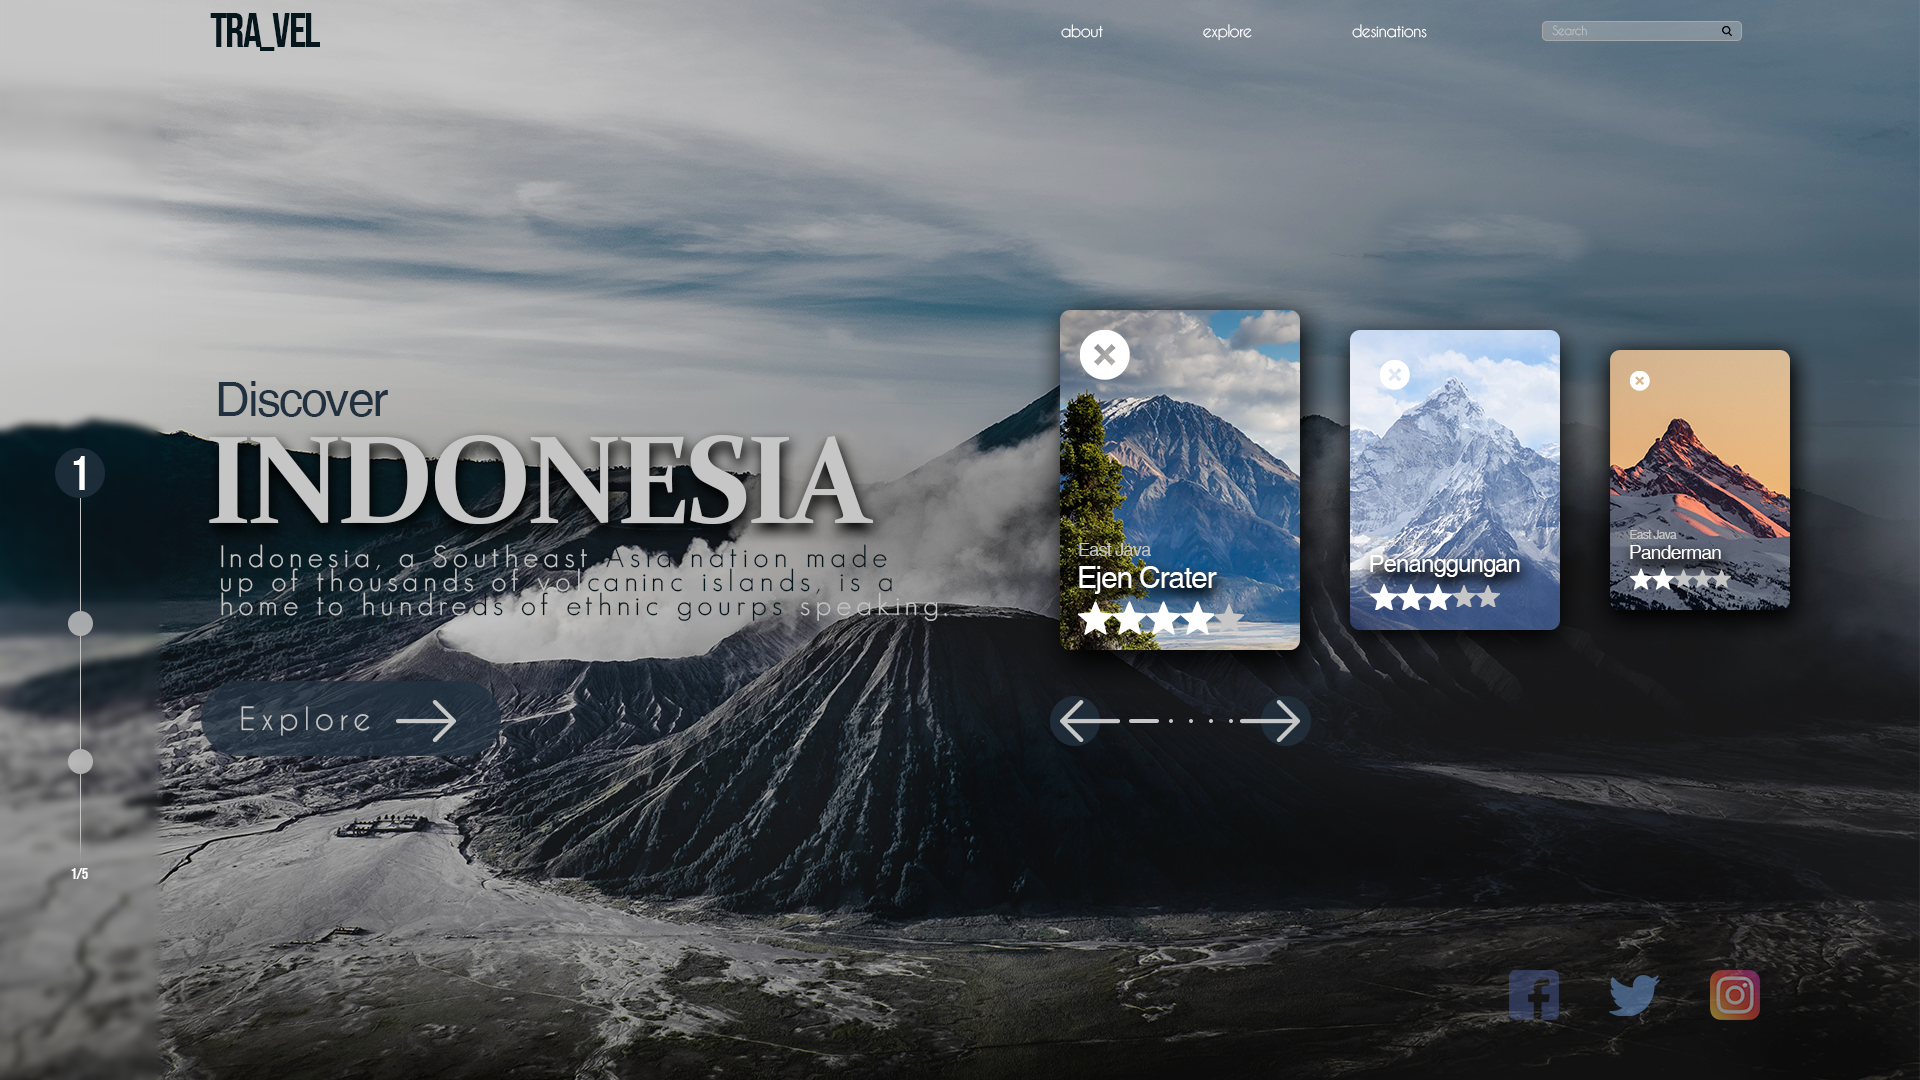 TRA_VEL
about
explore
desinations
Search
Discover
INDONESIA
Indonesia, a Southeast Asia nation made
up of thousands of volcaninc islands, is a
home to hundreds of ethnic gourps speaking.
Explore
1
1/5
East Java
Ejen Crater
Penanggungan
East Java
Panderman